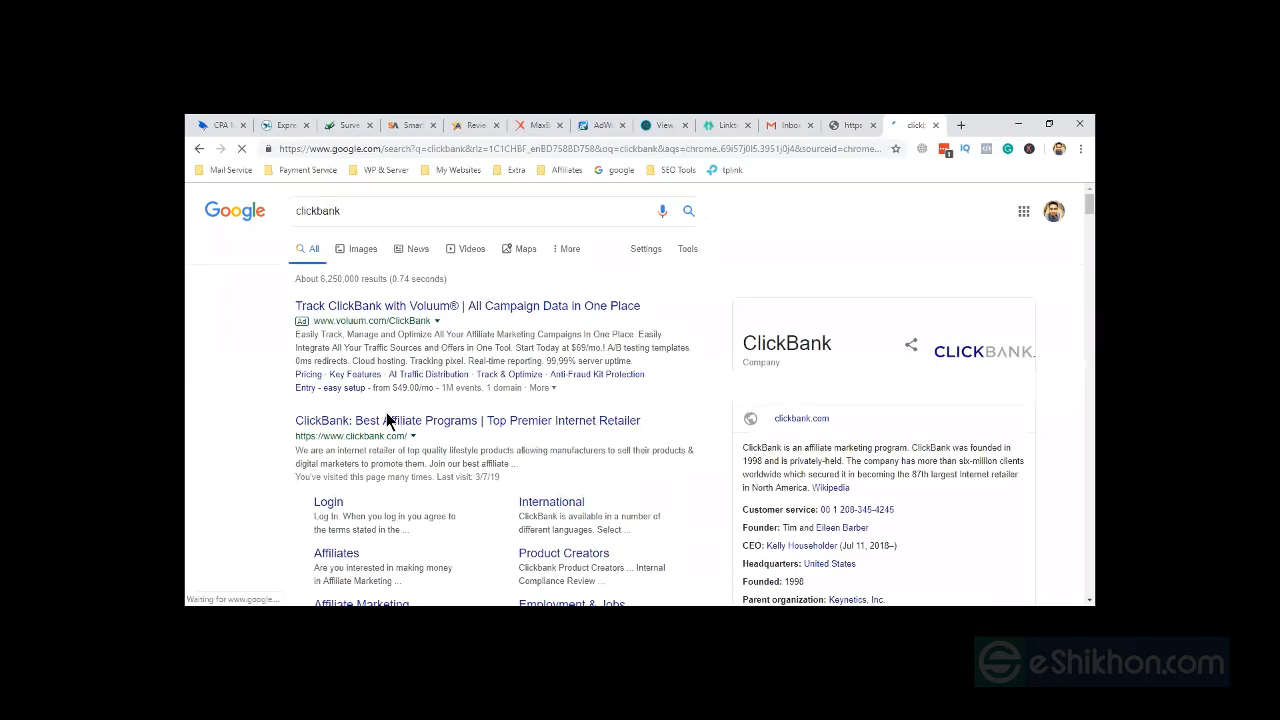 CPA
Expre
Surve
SA Smar
Revie
MaxB
AdWo
View
Linktr
Inbox
https
click
https://www.google.com/search?q=clickbank&rlz=1C1CHBF_enBD758BD758&oq=clickbank&aqs=chrome..69i57j0l5.3951j0j4&sourceid=chrome...
Mail Service
Payment Service
WP & Server
My Websites
Extra
Affiliates
google
SEO Tools
tplink
Google
clickbank
All
Images
News
Videos
Maps
More
Settings
Tools
About 6,250,000 results (0.74 seconds)
Track ClickBank with Voluum® | All Campaign Data in One Place
Ad www.voluum.com/ClickBank
Easily Track, Manage and Optimize All Your Affiliate Marketing Campaigns In One Place. Easily
Integrate All Your Traffic Sources and Offers in One Tool. Start Today at $69/mo.! A/B testing templates.
0ms redirects. Cloud hosting. Tracking pixel. Real-time reporting. 99,99% server uptime.
Pricing · Key Features · AI Traffic Distribution · Track & Optimize · Anti-Fraud Kit Protection
Entry - easy setup - from $49.00/mo - 1M events, 1 domain · More
ClickBank: Best Affiliate Programs | Top Premier Internet Retailer
https://www.clickbank.com/
We are an internet retailer of top quality lifestyle products allowing manufacturers to sell their products &
digital marketers to promote them. Join our best affiliate ...
You've visited this page many times. Last visit: 3/7/19
Login
Log In. When you log in you agree to
the terms stated in the ...
International
ClickBank is available in a number of
different languages. Select ...
Affiliates
Are you interested in making money
in Affiliate Marketing ...
Product Creators
Clickbank Product Creators ... Internal
Compliance Review ...
Affiliate Marketing
Employment & Jobs
ClickBank
Company
CLICKBANK.
clickbank.com
ClickBank is an affiliate marketing program. ClickBank was founded in
1998 and is privately-held. The company has more than six-million clients
worldwide which secured it in becoming the 87th largest Internet retailer
in North America. Wikipedia
Customer service: 00 1 208-345-4245
Founder: Tim and Eileen Barber
CEO: Kelly Householder (Jul 11, 2018–)
Headquarters: United States
Founded: 1998
Parent organization: Keynetics, Inc.
Waiting for www.google....
eShikhon.com